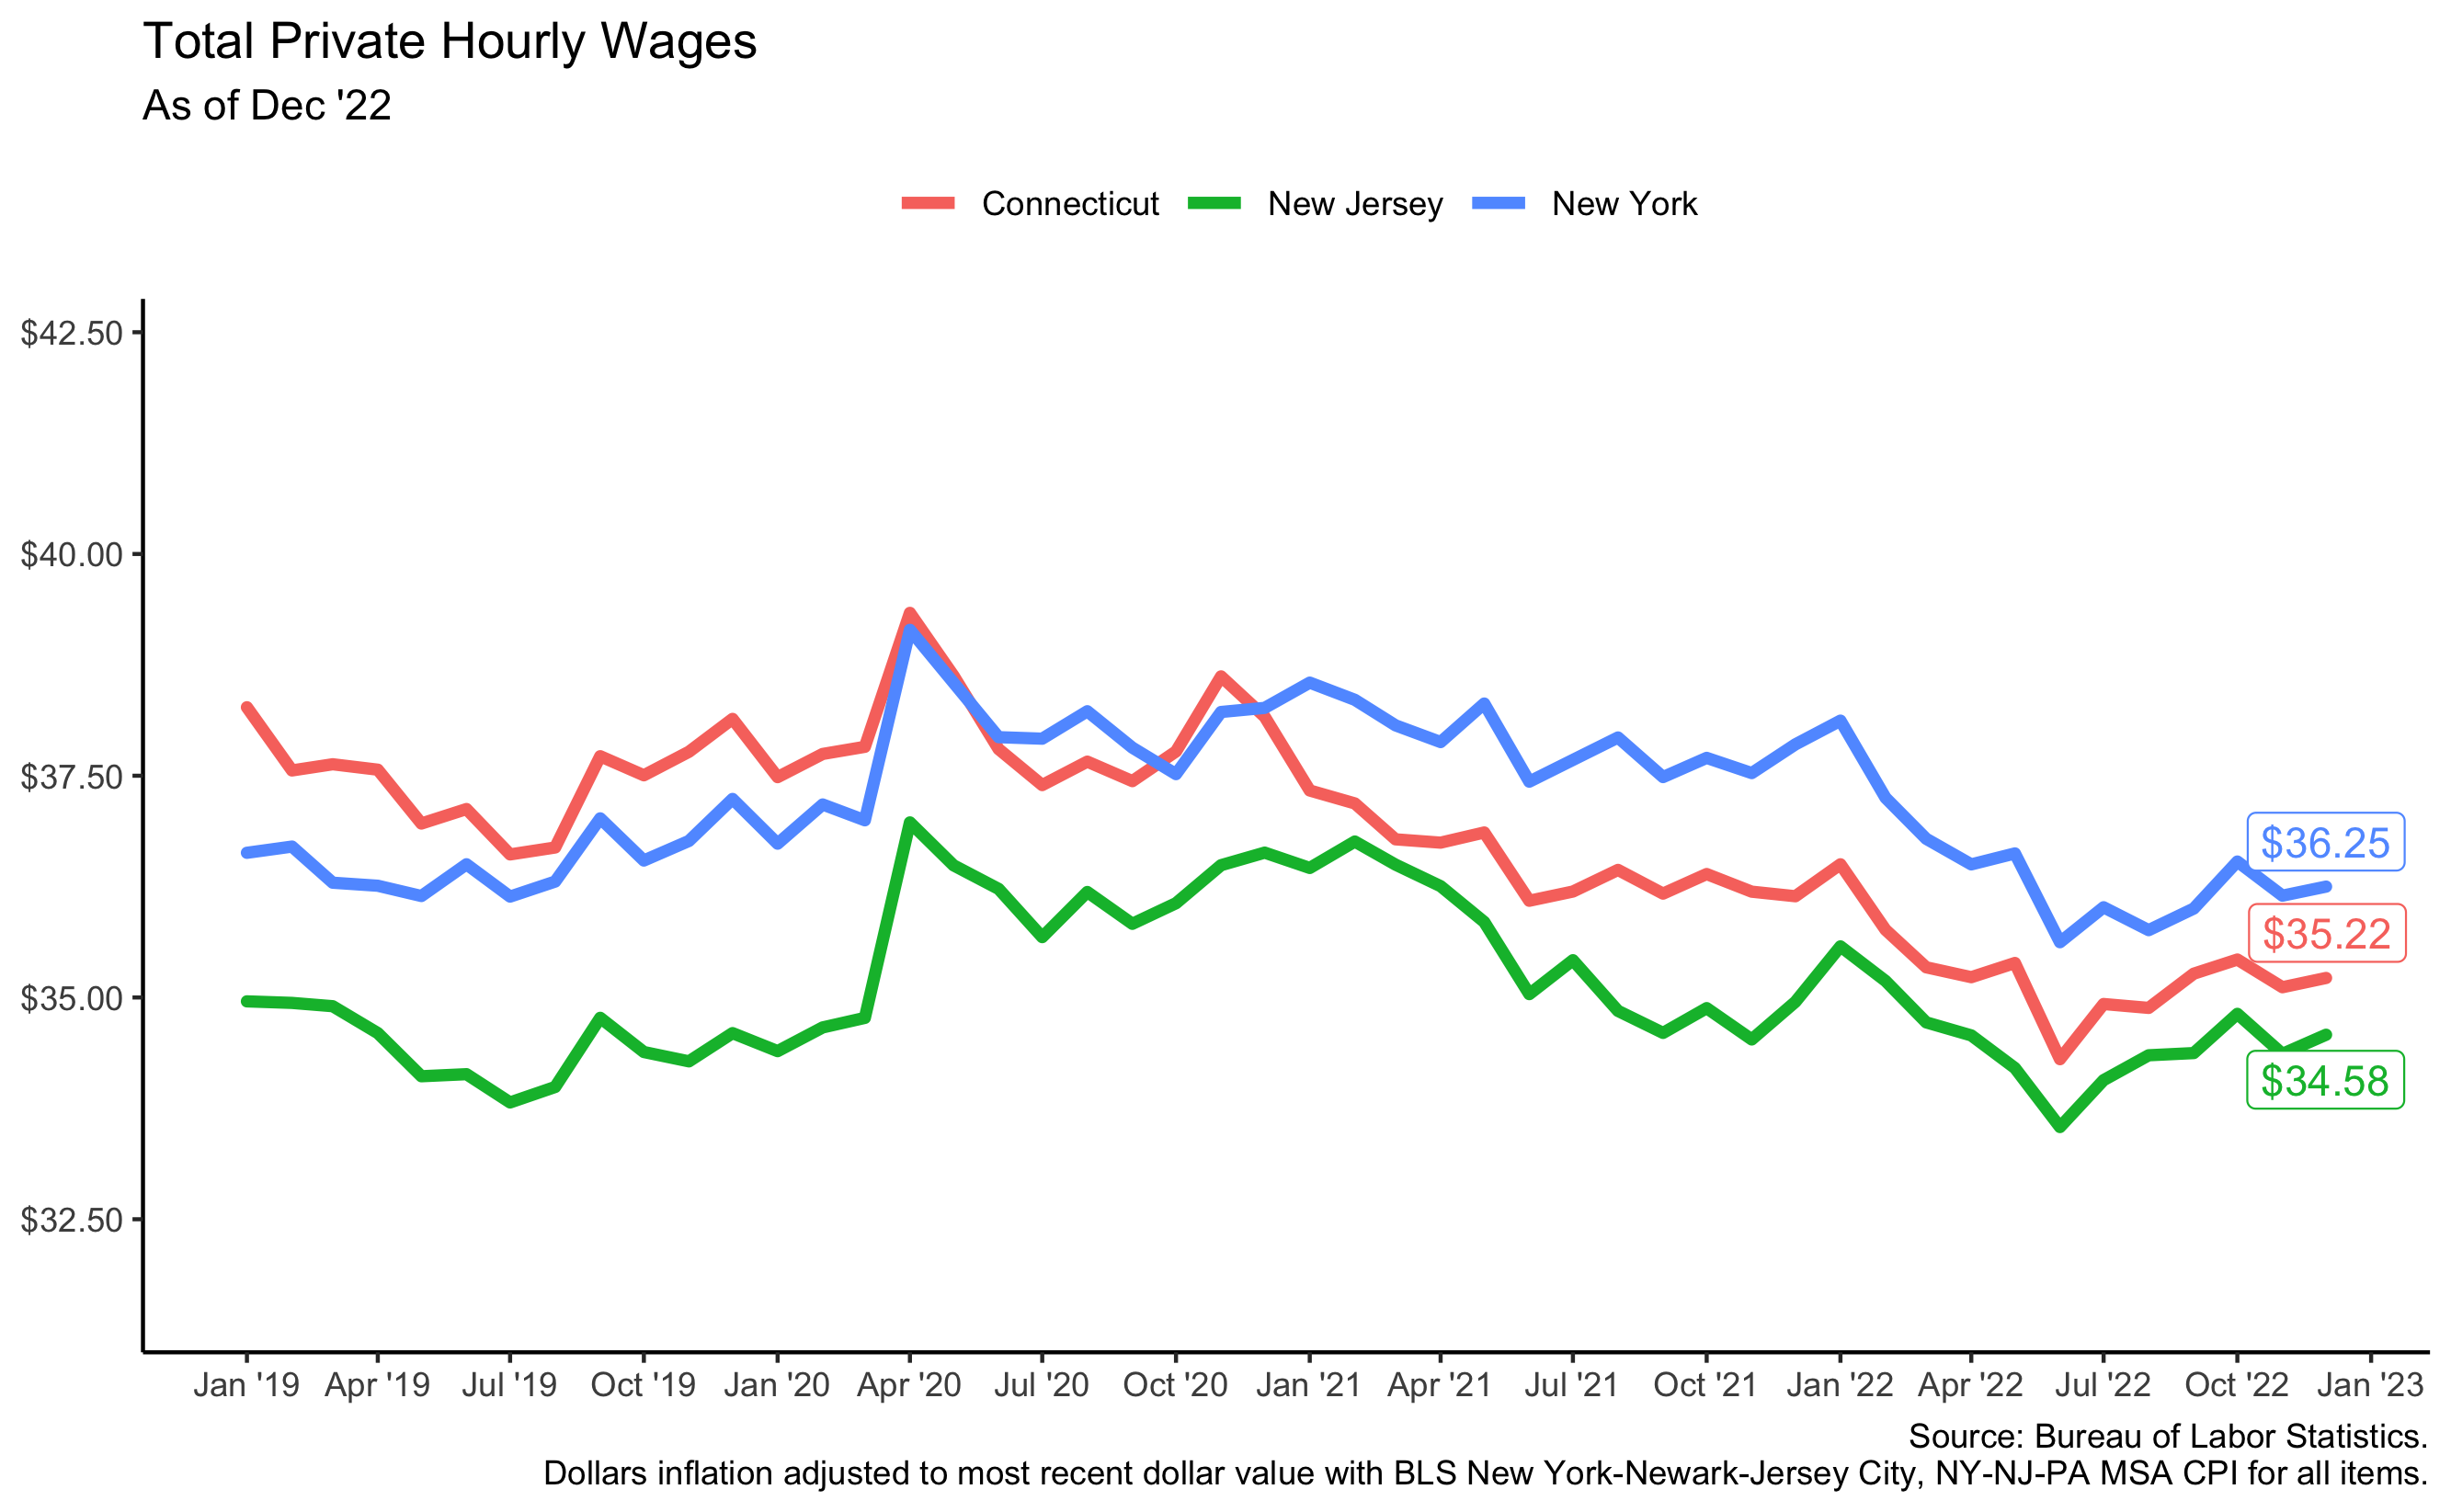 Total Private Hourly Wages
As of Dec '22
Connecticut New Jersey New York
$42.50
$40.00
$37.50
$35.00
$32.50
$36.25
$35.22
$34.58
Jan '19 Apr '19 Jul '19 Oct '19 Jan '20 Apr '20 Jul '20 Oct '20 Jan '21 Apr '21 Jul '21 Oct '21 Jan '22 Apr '22 Jul '22 Oct '22 Jan '23
Source: Bureau of Labor Statistics.
Dollars inflation adjusted to most recent dollar value with BLS New York-Newark-Jersey City, NY-NJ-PA MSA CPI for all items.